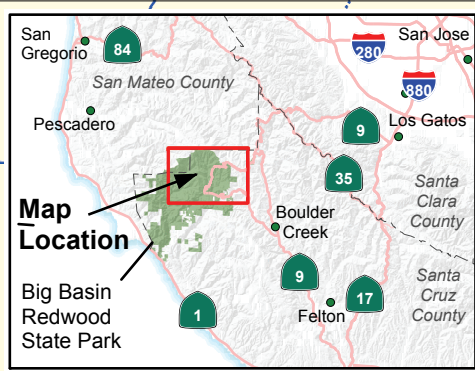 San
Gregorio
84
San Mateo County
280
San Jose
880
Pescadero
9
Los Gatos
35
Santa
Clara
County
Map
Location
Boulder
Creek
Big Basin
Redwood
State Park
1
9
Felton
17
Santa
Cruz
County